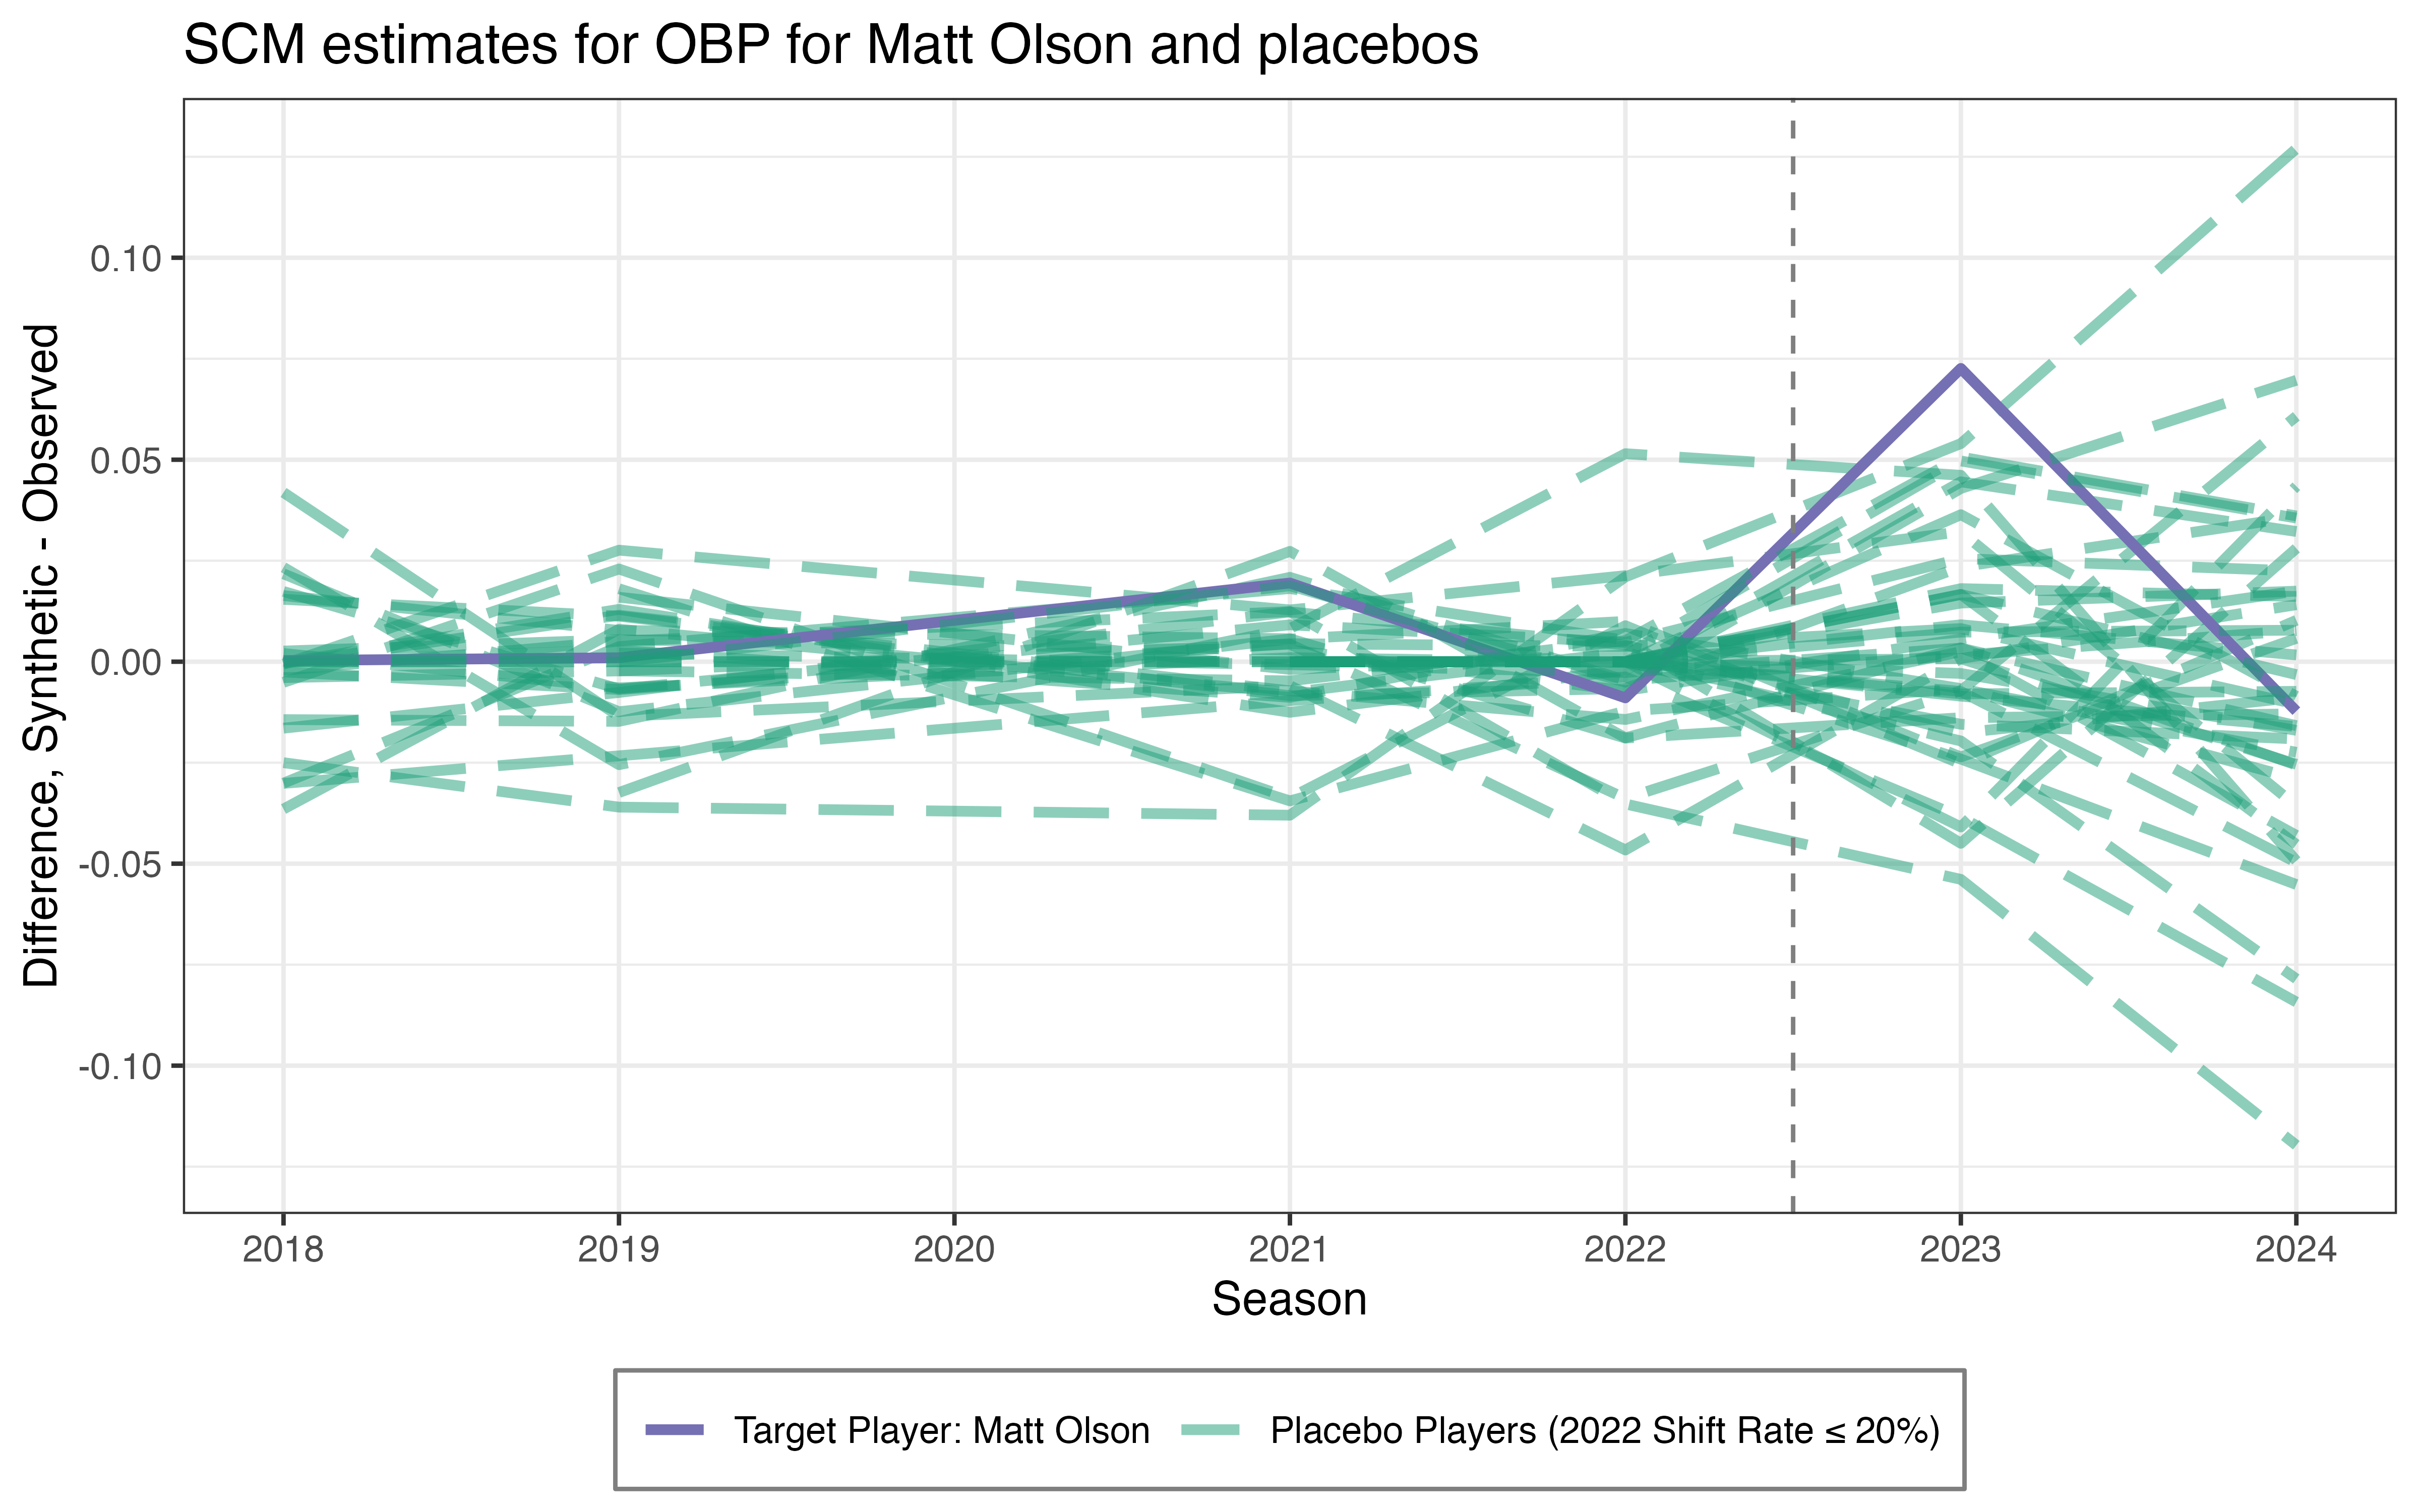 SCM estimates for OBP for Matt Olson and placebos
Difference, Synthetic - Observed
0.10
0.05
0.00
-0.05
-0.10
2018 2019 2020 2021 2022 2023 2024
Season
Target Player: Matt Olson Placebo Players (2022 Shift Rate ≤ 20%)